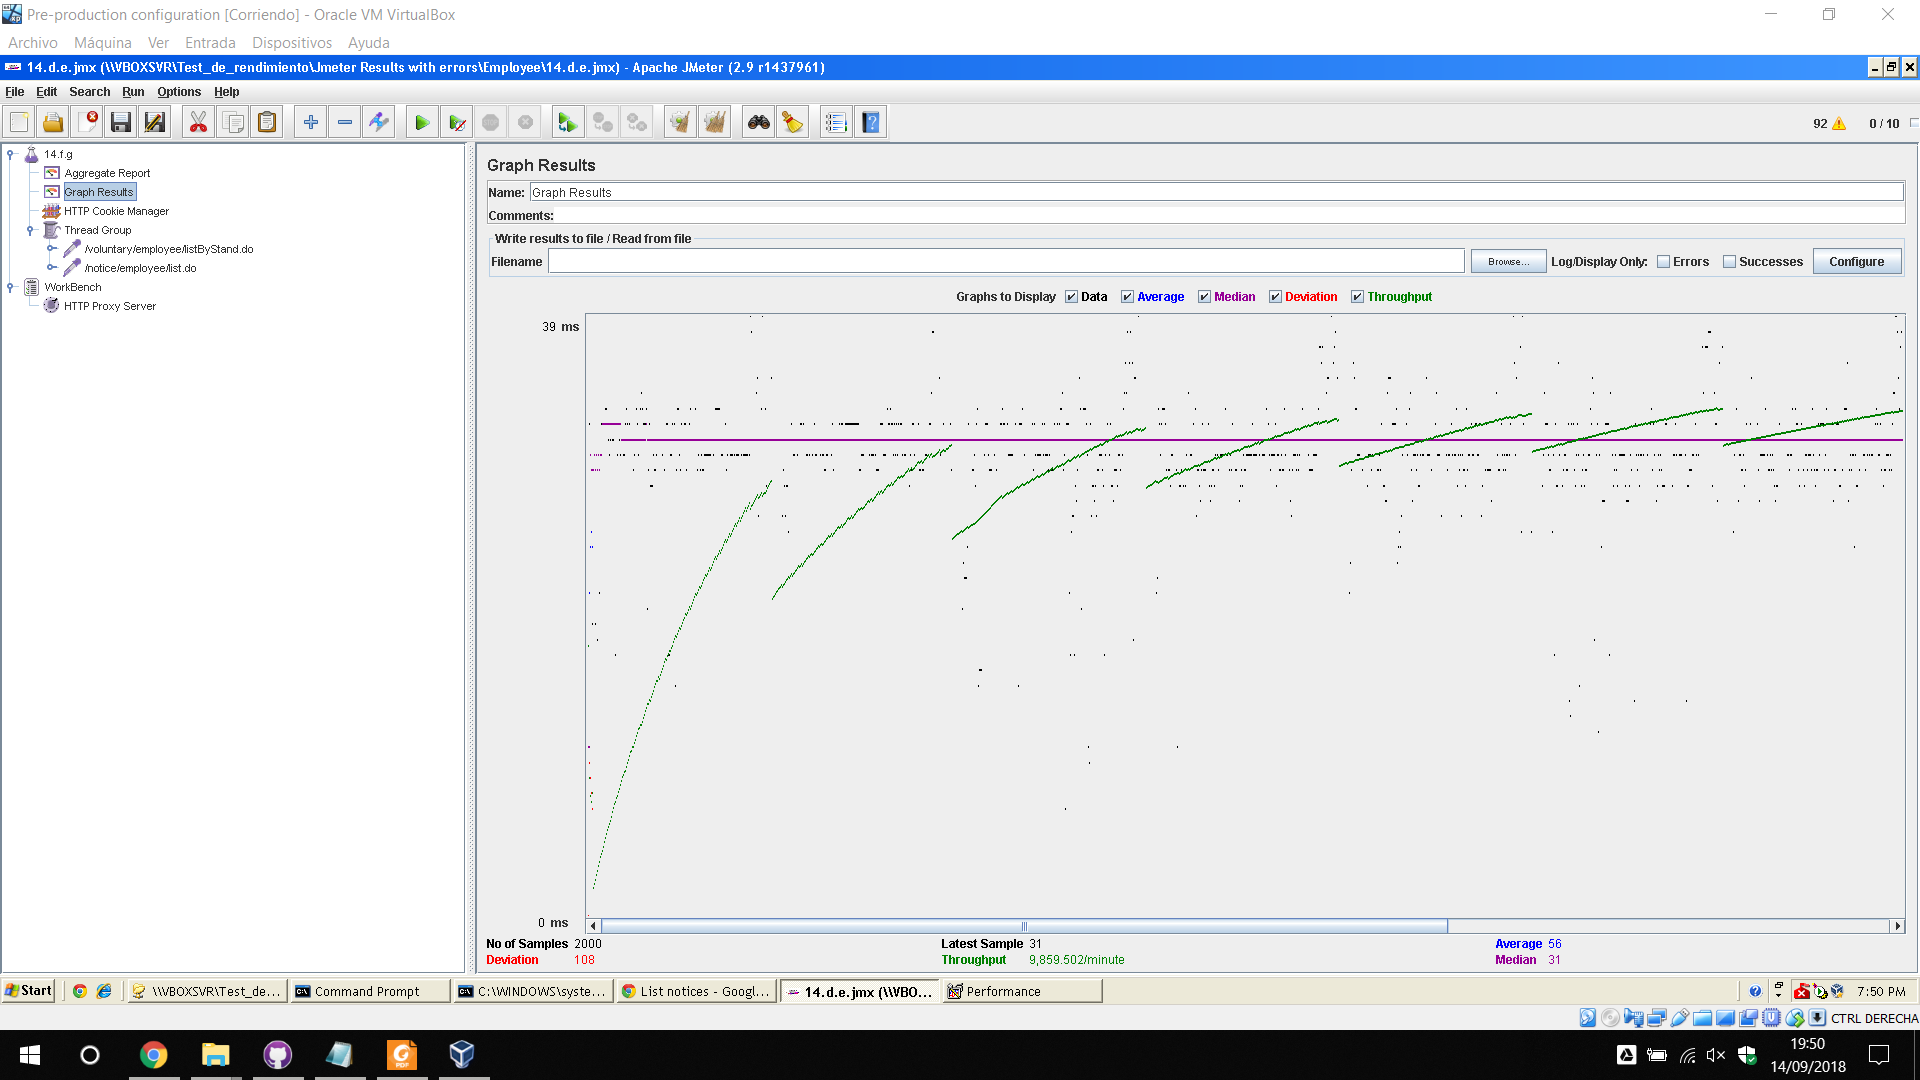 Pre-production configuration [Corriendo] - Oracle VM VirtualBox
Archivo Máquina Ver Entrada Dispositivos Ayuda
14.d.e.jmx (\\VBOXSVR\Test_de_rendimiento\Jmeter Results with errors\Employee\14.d.e.jmx) - Apache JMeter (2.9 r1437961)
File Edit Search Run Options Help
92 0 / 10
14.f.g
Aggregate Report
Graph Results
HTTP Cookie Manager
Thread Group
/voluntary/employee/listByStand.do
/notice/employee/list.do
WorkBench
HTTP Proxy Server
Graph Results
Name: Graph Results
Comments:
Write results to file / Read from file
Filename Browse... Log/Display Only: Errors Successes Configure
Graphs to Display Data Average Median Deviation Throughput
39 ms
0 ms
No of Samples 2000 Latest Sample 31 Average 56
Deviation 108 Throughput 9,859.502/minute Median 31
Start \\VBOXSVR\Test_de... Command Prompt C:\WINDOWS\syste... List notices - Googl... 14.d.e.jmx (\\VBO... Performance 7:50 PM
CTRL DERECHA
19:50
14/09/2018